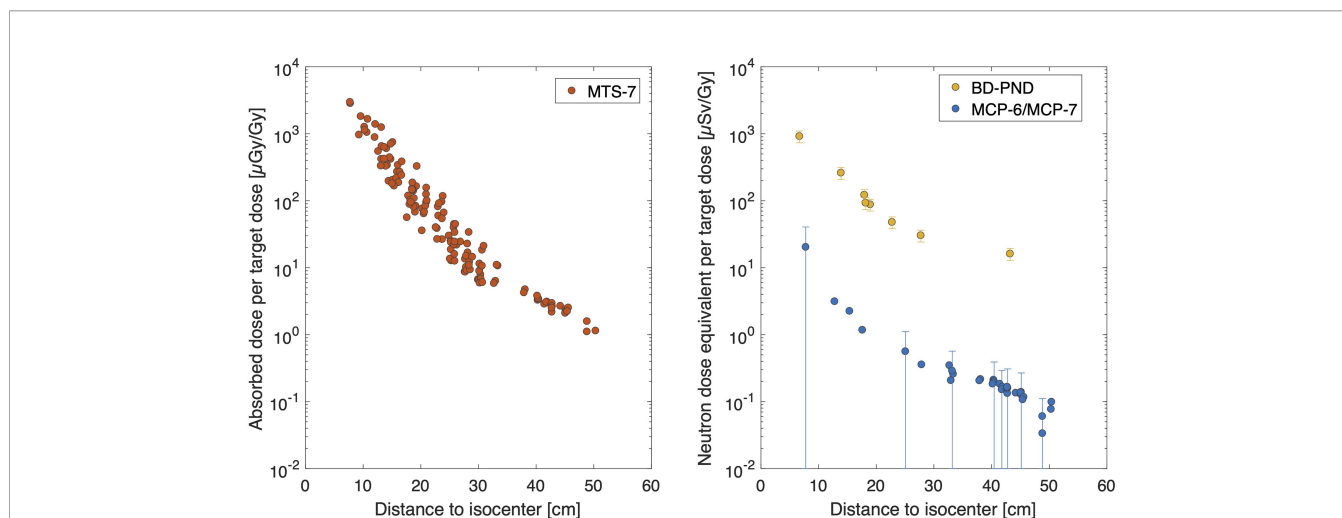 10^4
10^3
10^2
10^1
10^0
10^-1
10^-2
0 10 20 30 40 50 60
Distance to isocenter [cm]
Absorbed dose per target dose [μGy/Gy]
MTS-7
10^4
10^3
10^2
10^1
10^0
10^-1
10^-2
0 10 20 30 40 50 60
Distance to isocenter [cm]
Neutron dose equivalent per target dose [μSv/Gy]
BD-PND
MCP-6/MCP-7